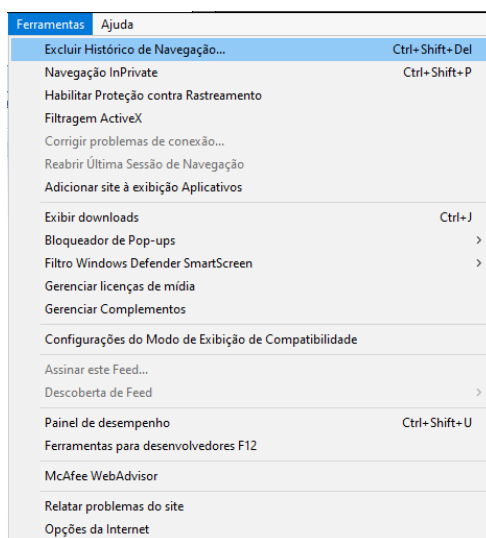 Ferramentas Ajuda
Excluir Histórico de Navegação... Ctrl+Shift+Del
Navegação InPrivate Ctrl+Shift+P
Habilitar Proteção contra Rastreamento
Filtragem ActiveX
Corrigir problemas de conexão...
Reabrir Última Sessão de Navegação
Adicionar site à exibição Aplicativos
Exibir downloads Ctrl+J
Bloqueador de Pop-ups
Filtro Windows Defender SmartScreen
Gerenciar licenças de mídia
Gerenciar Complementos
Configurações do Modo de Exibição de Compatibilidade
Assinar este Feed...
Descoberta de Feed
Painel de desempenho Ctrl+Shift+U
Ferramentas para desenvolvedores F12
McAfee WebAdvisor
Relatar problemas do site
Opções da Internet